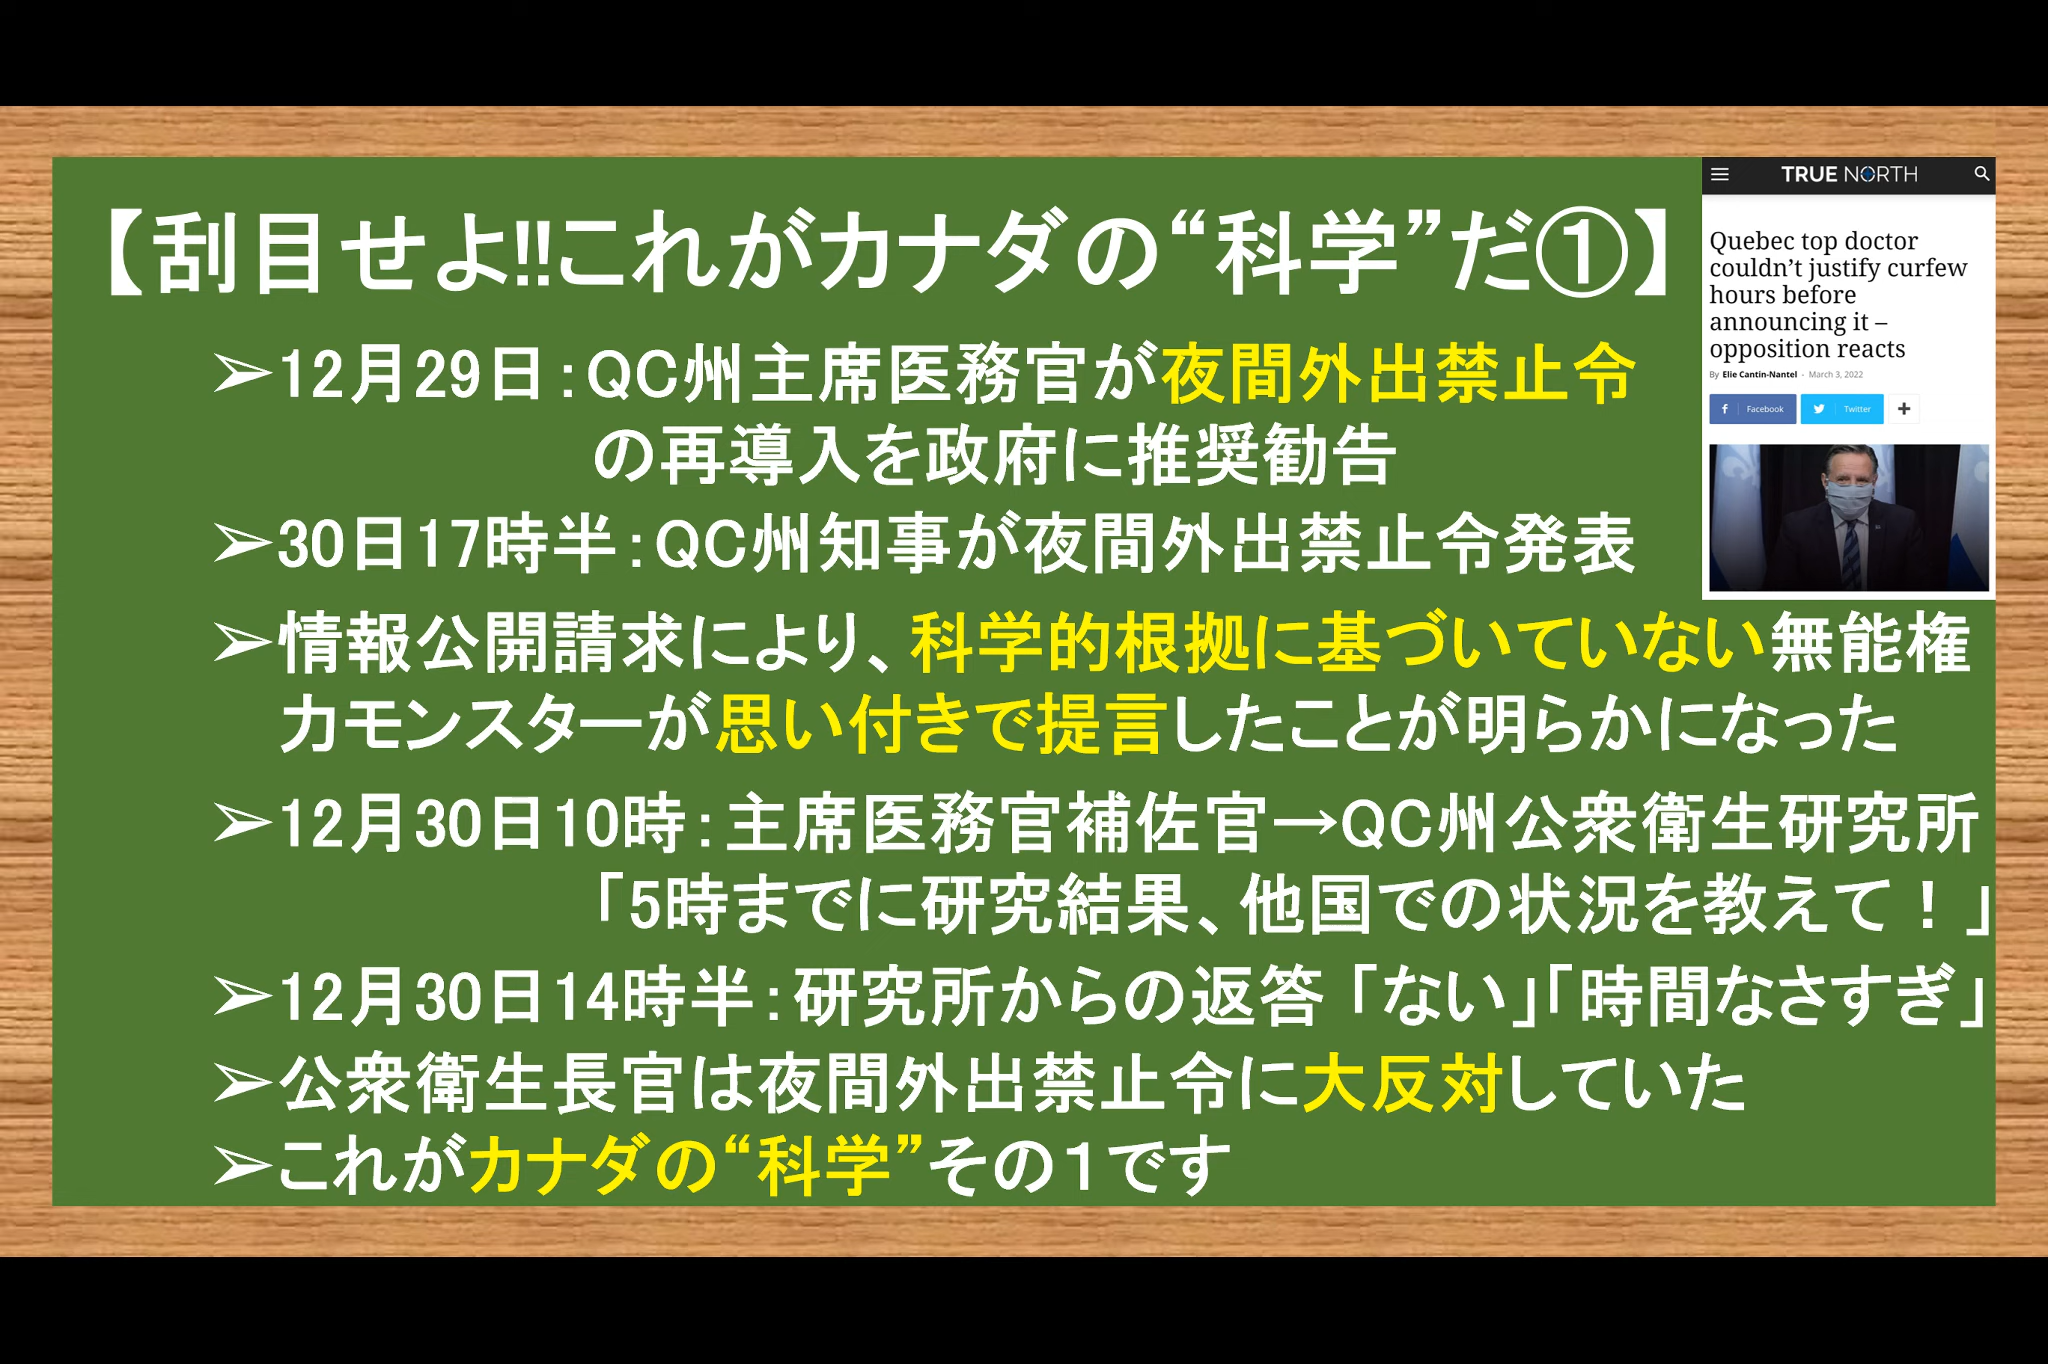 【刮目せよ!!これがカナダの“科学”だ①】
➢12月29日：QC州主席医務官が夜間外出禁止令
の再導入を政府に推奨勧告
➢30日17時半：QC州知事が夜間外出禁止令発表
➢情報公開請求により、科学的根拠に基づいていない無能権
力モンスターが思い付きで提言したことが明らかになった
➢12月30日10時：主席医務官補佐官→QC州公衆衛生研究所
「5時までに研究結果、他国での状況を教えて！」
➢12月30日14時半：研究所からの返答「ない」「時間なさすぎ」
➢公衆衛生長官は夜間外出禁止令に大反対していた
➢これがカナダの“科学”その１です
TRUE NORTH
Quebec top doctor
couldn’t justify curfew
hours before
announcing it –
opposition reacts
By Elie Cantin-Nantel - March 3, 2022
f Facebook Twitter +